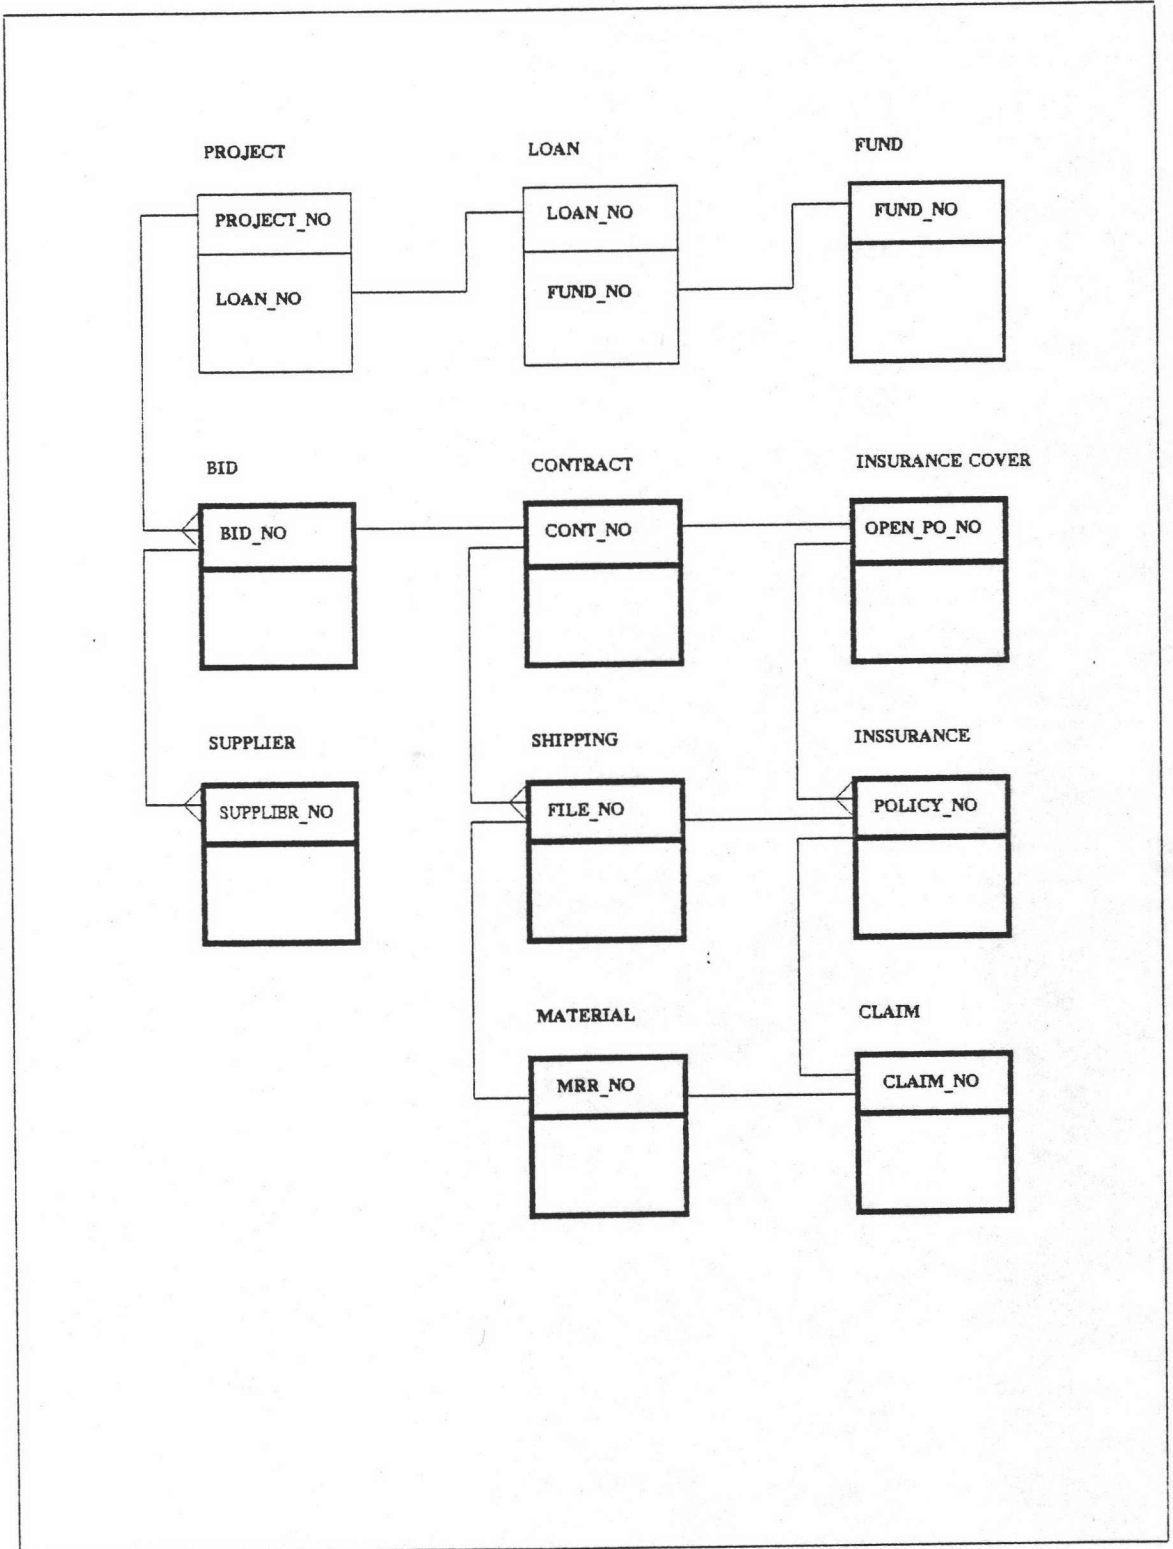 PROJECT
LOAN
FUND
PROJECT_NO
LOAN_NO
FUND_NO
LOAN_NO
FUND_NO
BID
CONTRACT
INSURANCE COVER
BID_NO
CONT_NO
OPEN_PO_NO
SUPPLIER
SHIPPING
INSSURANCE
SUPPLIER_NO
FILE_NO
POLICY_NO
MATERIAL
CLAIM
MRR_NO
CLAIM_NO